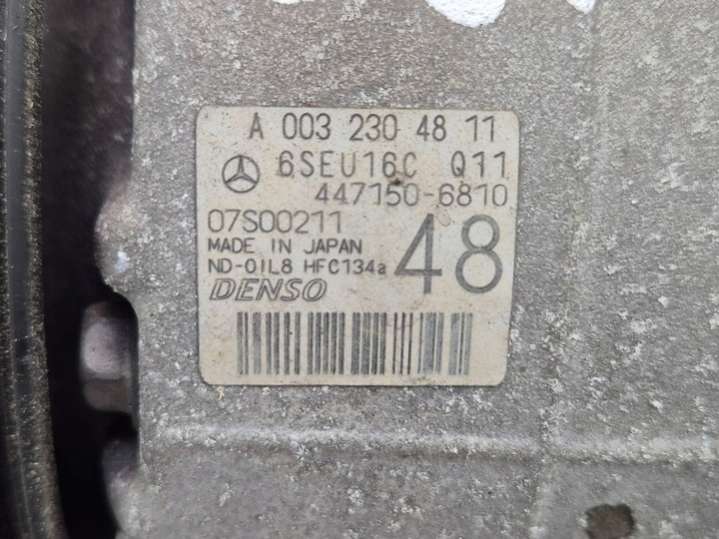 A 003 230 48 11
6SEU16C Q11
447150-6810
07S00211
MADE IN JAPAN
ND-OIL8 HFC134a
48
DENSO